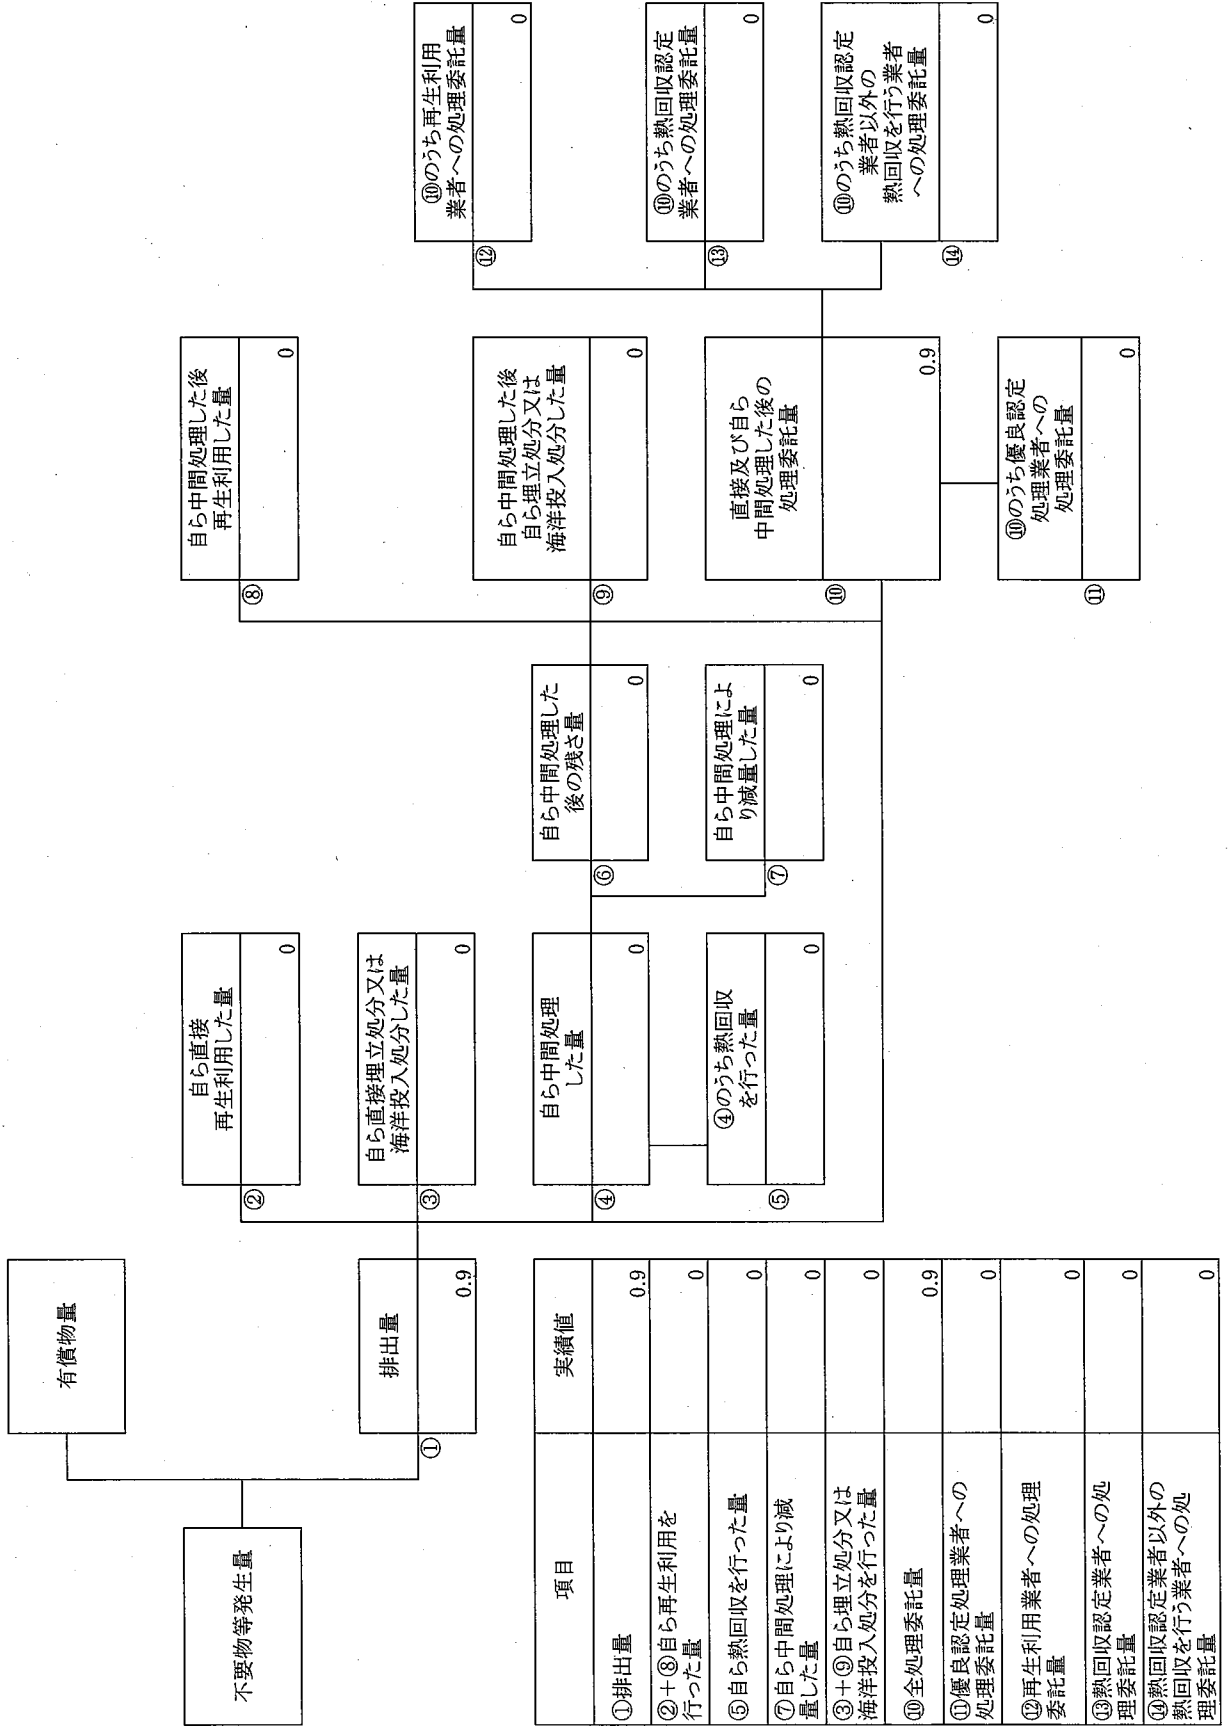 不要物等発生量
有償物量
①
排出量
0.9
②
自ら直接
再生利用した量
0
③
自ら直接埋立処分又は
海洋投入処分した量
0
④
自ら中間処理
した量
0
⑤
④のうち熱回収
を行った量
0
⑥
自ら中間処理した
後の残さ量
0
⑦
自ら中間処理によ
り減量した量
0
⑧
自ら中間処理した後
再生利用した量
0
⑨
自ら中間処理した後
自ら埋立処分又は
海洋投入処分した量
0
⑩
直接及び自ら
中間処理した後の
処理委託量
0.9
⑪
⑩のうち優良認定
処理業者への
処理委託量
0
⑫
⑩のうち再生利用
業者への処理委託量
0
⑬
⑩のうち熱回収認定
業者への処理委託量
0
⑭
⑩のうち熱回収認定
業者以外の
熱回収を行う業者
への処理委託量
0
項目 実績値
①排出量 0.9
②+⑧自ら再生利用を
行った量 0
⑤自ら熱回収を行った量 0
⑦自ら中間処理により減
量した量 0
③+⑨自ら埋立処分又は
海洋投入処分を行った量 0
⑩全処理委託量 0.9
⑪優良認定処理業者への
処理委託量 0
⑫再生利用業者への処理
委託量 0
⑬熱回収認定業者への処
理委託量 0
⑭熱回収認定業者以外の
熱回収を行う業者への処
理委託量 0